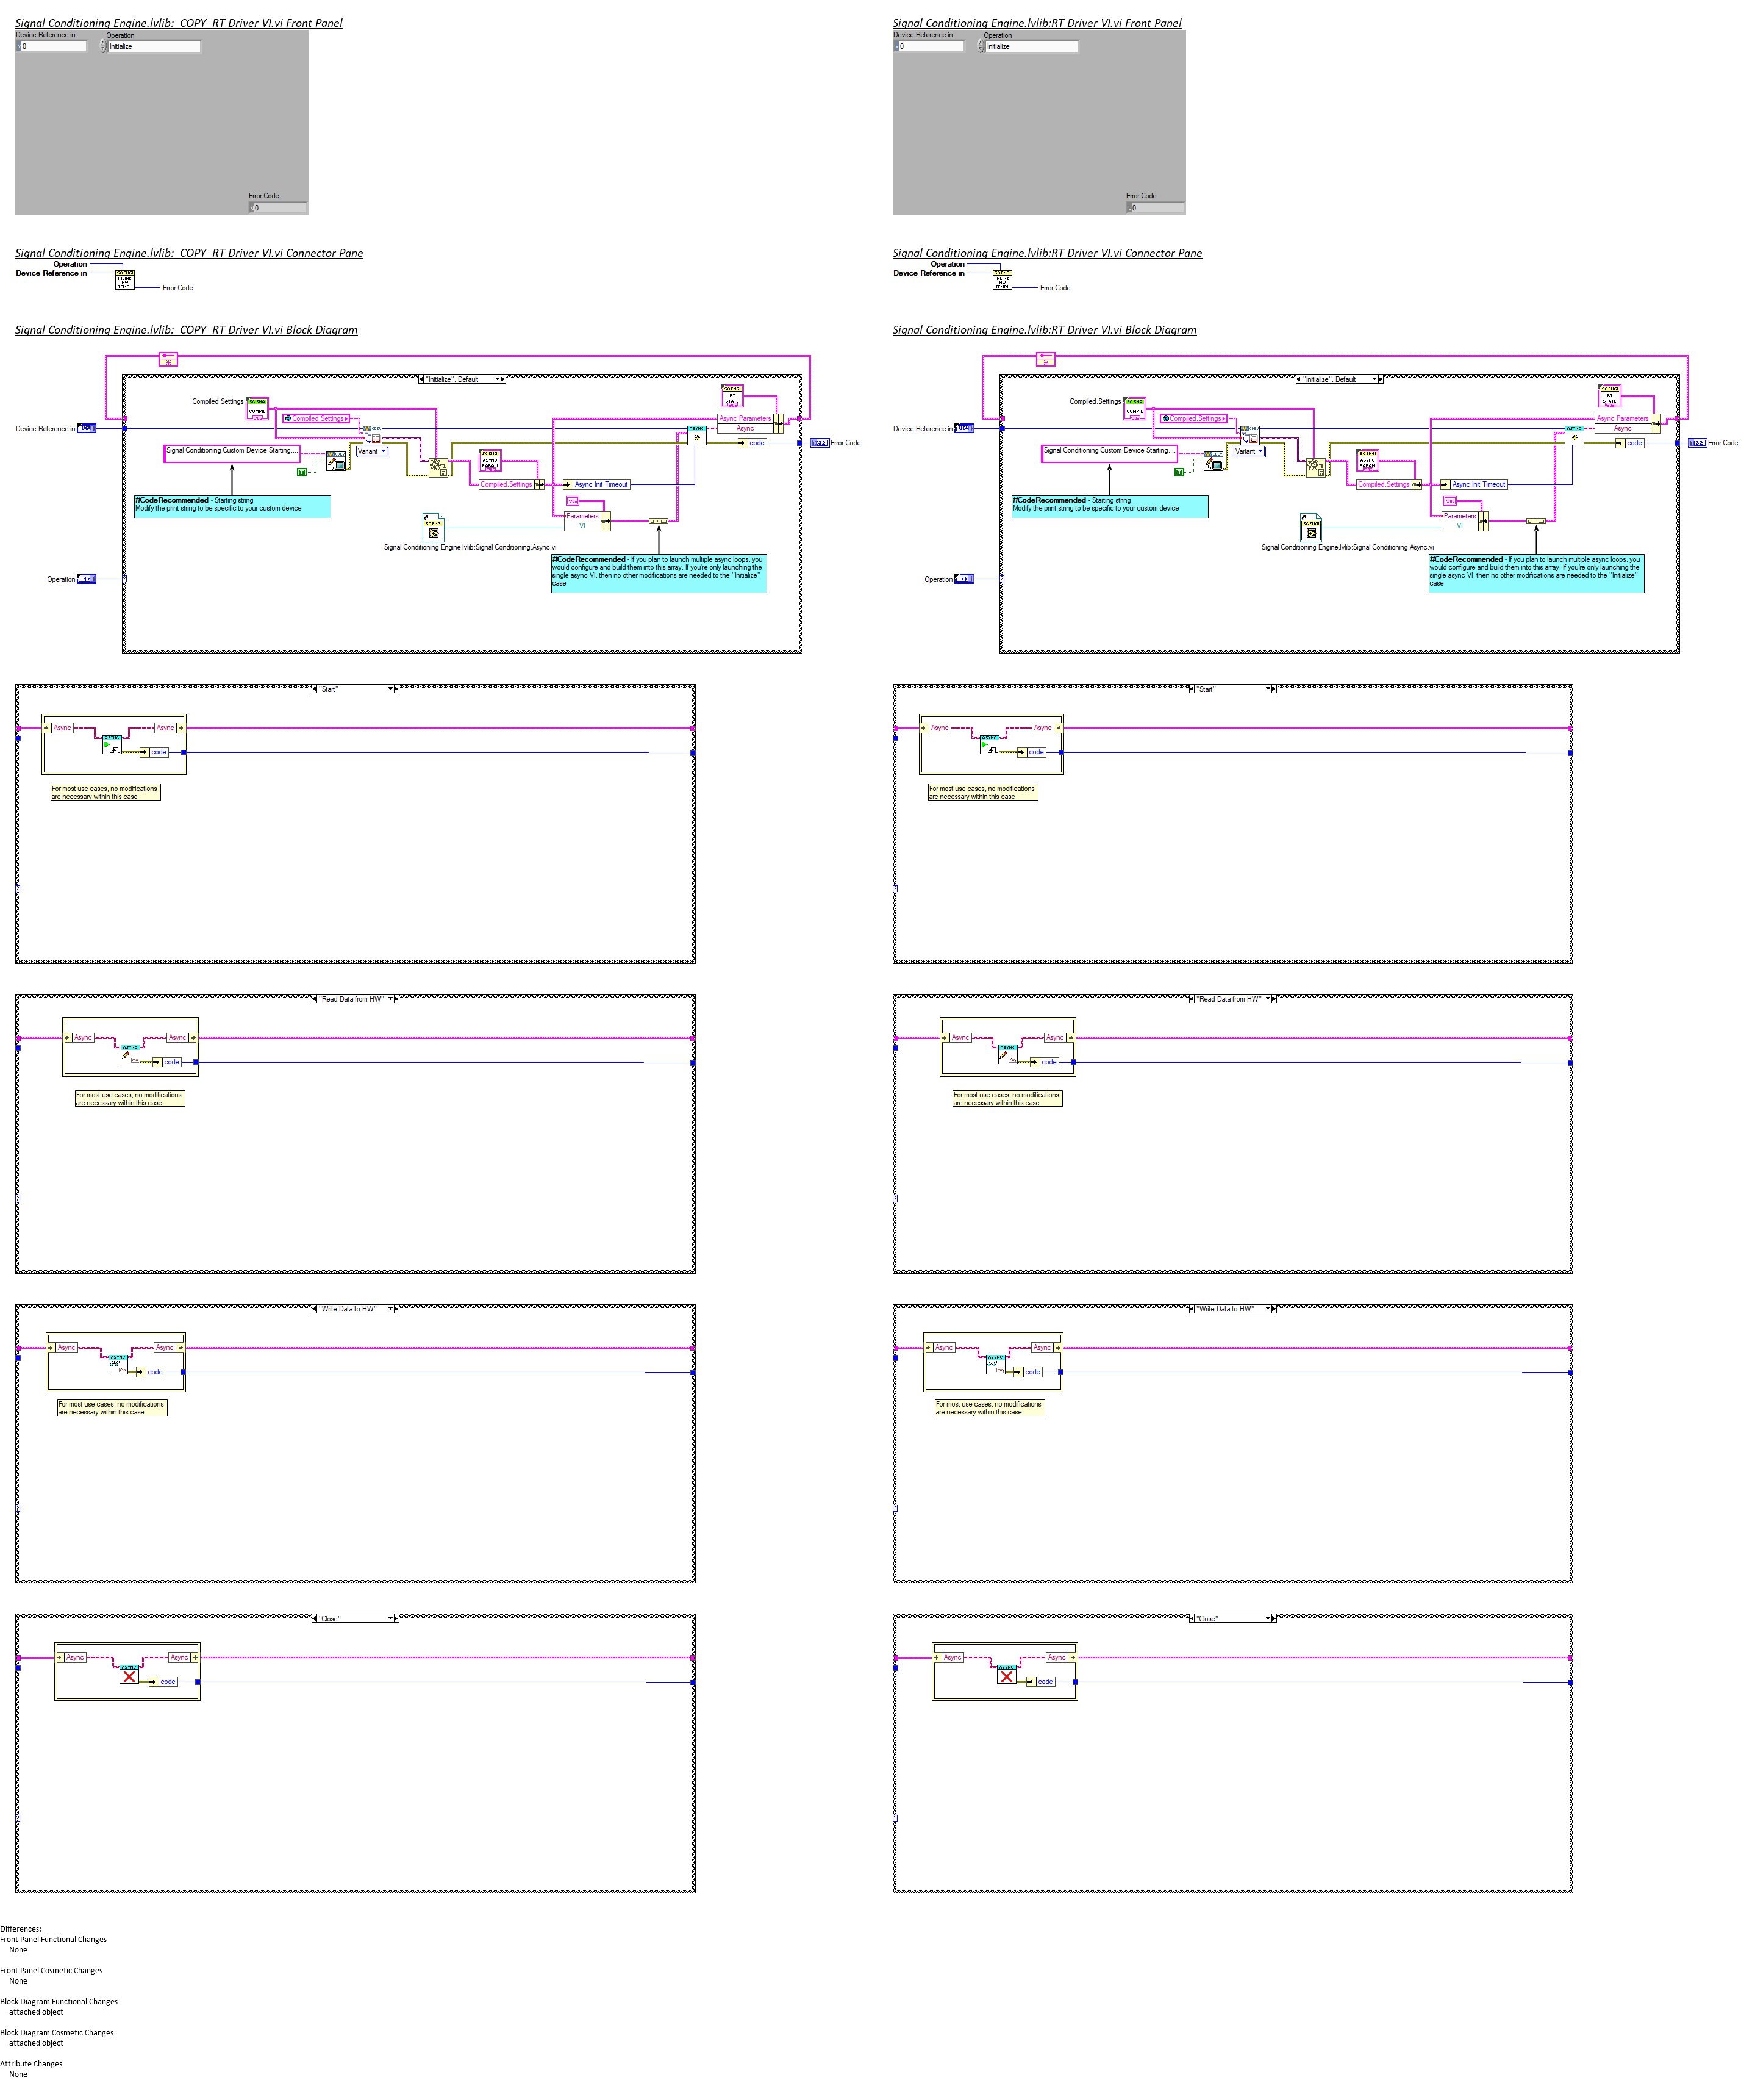 Signal Conditioning Engine.lvlib:  COPY  RT Driver VI.vi Front Panel
Device Reference in
Operation
0
Initialize
Error Code
0
Signal Conditioning Engine.lvlib:  COPY  RT Driver VI.vi Connector Pane
Operation
Device Reference in
Error Code
Signal Conditioning Engine.lvlib:  COPY  RT Driver VI.vi Block Diagram
"Initialize", Default
Compiled.Settings
COMPIL
Compiled.Settings
RT
STATE
Async Parameters
Async
Device Reference in
code
Error Code
Signal Conditioning Custom Device Starting....
Variant
ASYNC
PARAM
Compiled.Settings
Async Init Timeout
#CodeRecommended - Starting string
Modify the print string to be specific to your custom device
Parameters
VI
Signal Conditioning Engine.lvlib:Signal Conditioning.Async.vi
#CodeRecommended - If you plan to launch multiple async loops, you
would configure and build them into this array. If you're only launching the
single async VI, then no other modifications are needed to the "Initialize"
case
Operation
"Start"
Async
Async
code
For most use cases, no modifications
are necessary within this case
"Read Data from HW"
Async
Async
code
For most use cases, no modifications
are necessary within this case
"Write Data to HW"
Async
Async
code
For most use cases, no modifications
are necessary within this case
"Close"
Async
Async
code
Signal Conditioning Engine.lvlib:RT Driver VI.vi Front Panel
Device Reference in
Operation
0
Initialize
Error Code
0
Signal Conditioning Engine.lvlib:RT Driver VI.vi Connector Pane
Operation
Device Reference in
Error Code
Signal Conditioning Engine.lvlib:RT Driver VI.vi Block Diagram
"Initialize", Default
Compiled.Settings
COMPIL
Compiled.Settings
RT
STATE
Async Parameters
Async
Device Reference in
code
Error Code
Signal Conditioning Custom Device Starting....
Variant
ASYNC
PARAM
Compiled.Settings
Async Init Timeout
#CodeRecommended - Starting string
Modify the print string to be specific to your custom device
Parameters
VI
Signal Conditioning Engine.lvlib:Signal Conditioning.Async.vi
#CodeRecommended - If you plan to launch multiple async loops, you
would configure and build them into this array. If you're only launching the
single async VI, then no other modifications are needed to the "Initialize"
case
Operation
"Start"
Async
Async
code
For most use cases, no modifications
are necessary within this case
"Read Data from HW"
Async
Async
code
For most use cases, no modifications
are necessary within this case
"Write Data to HW"
Async
Async
code
For most use cases, no modifications
are necessary within this case
"Close"
Async
Async
code
Differences:
Front Panel Functional Changes
None
Front Panel Cosmetic Changes
None
Block Diagram Functional Changes
attached object
Block Diagram Cosmetic Changes
attached object
Attribute Changes
None